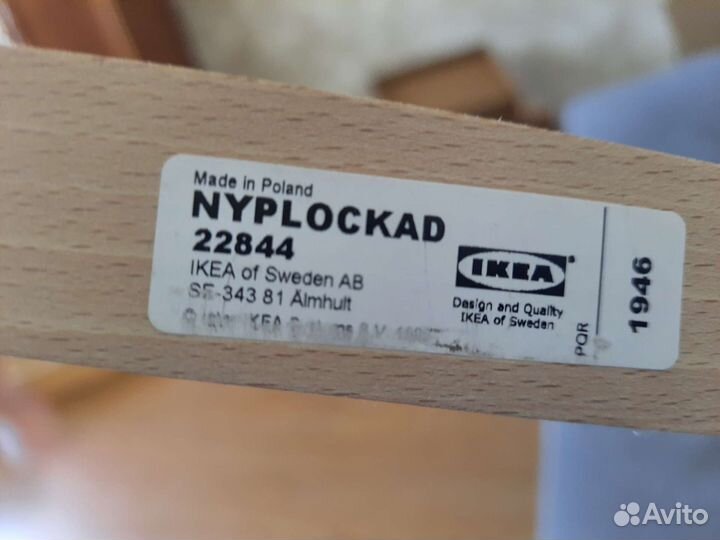 Made in Poland
NYPLOCKAD
22844
IKEA of Sweden AB
SE-343 81 Älmhult
©
IKEA
Design and Quality
IKEA of Sweden
PQR
1946
Avito